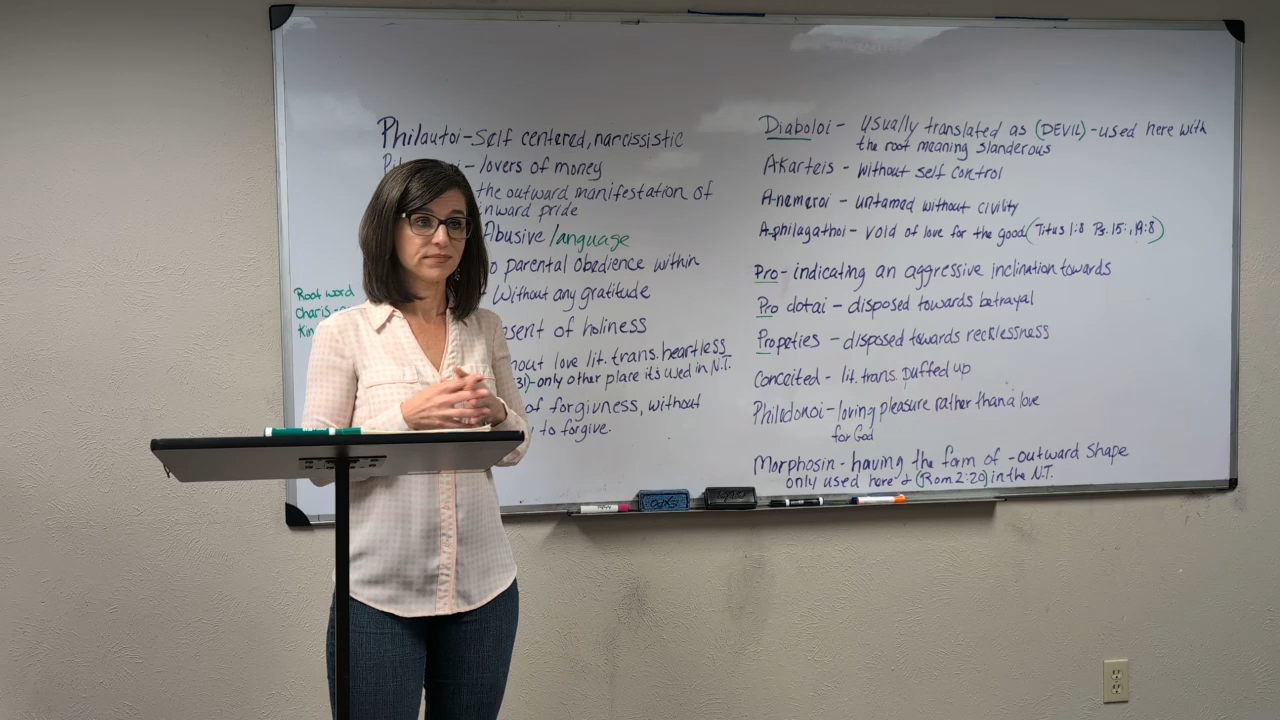 Philautoi-Self centered, narcissistic
- lovers of money
the outward manifestation of
inward pride
Abusive language
parental obedience within
Without any gratitude
Root word
Charis
of holiness
love lit. trans. heartless
31)-only other place it's used in N.T.
of forgivness, without
to forgive.
Diaboloi - Usually translated as (DEVIL) -used here with
the root meaning slanderous
Akarteis - without self control
Anemeroi - untamed without civility
Aphilagathoi- void of love for the good (Titus 1:8 Ps. 15:, 19:8)
Pro- indicating an aggressive inclination towards
Pro dotai - disposed towards betrayal
Propeties - disposed towards recklessness
Conceited - lit. trans. puffed up
Philedonoi-loving pleasure rather than a love
for God
Morphosin - having the form of -outward shape
only used here & (Rom 2:20) in the N.T.
EXPO